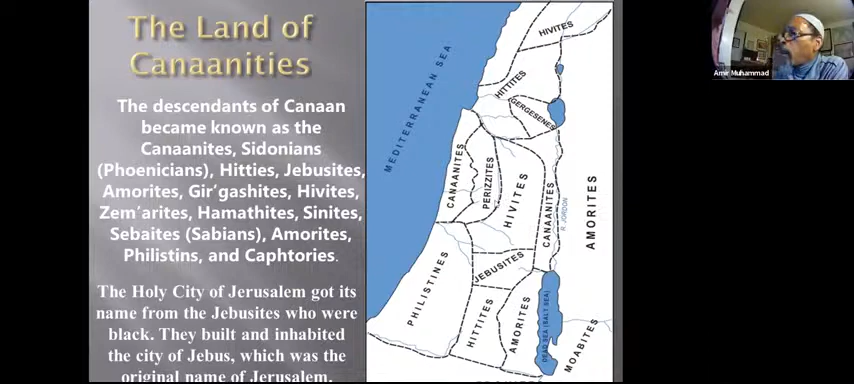 The Land of
Canaanities
The descendants of Canaan
became known as the
Canaanites, Sidonians
(Phoenicians), Hitties, Jebusites,
Amorites, Gir’gashites, Hivites,
Zem’arites, Hamathites, Sinites,
Sebaites (Sabians), Amorites,
Philistins, and Caphtories.
The Holy City of Jerusalem got its
name from the Jebusites who were
black. They built and inhabited
the city of Jebus, which was the
original name of Jerusalem.
MEDITERRANEAN SEA
HIVITES
HITTITES
GERGESENES
CANAANITES
PERIZZITES
HIVITES
CANAANITES
R. JORDON
AMORITES
PHILISTINES
JEBUSITES
HITTITES
AMORITES
DEAD SEA (SALT SEA)
MOABITES
Amir Muhammad